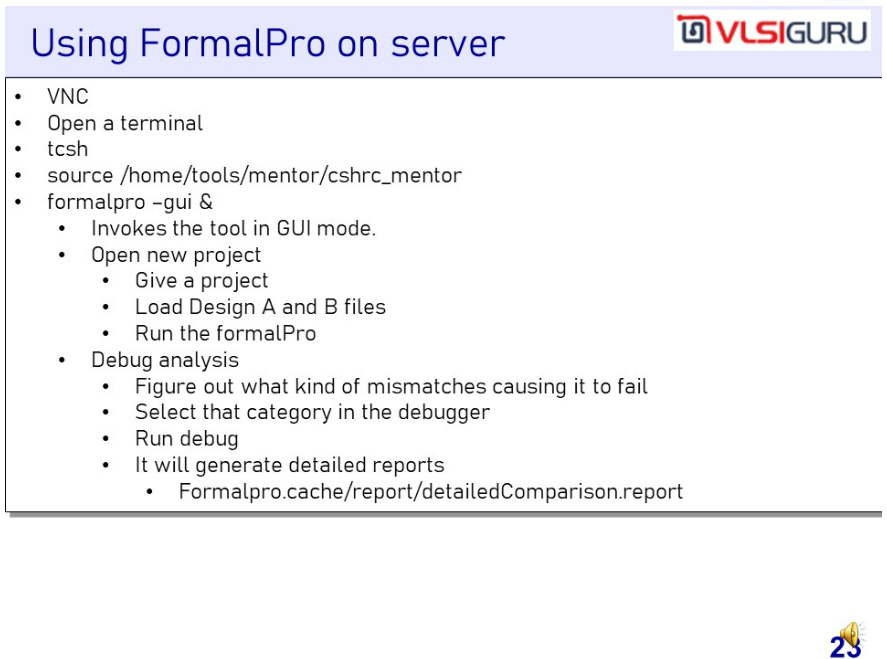 Using FormalPro on server
VLSIGURU
• VNC
• Open a terminal
• tcsh
• source /home/tools/mentor/cshrc_mentor
• formalpro –gui &
• Invokes the tool in GUI mode.
• Open new project
• Give a project
• Load Design A and B files
• Run the formalPro
• Debug analysis
• Figure out what kind of mismatches causing it to fail
• Select that category in the debugger
• Run debug
• It will generate detailed reports
• Formalpro.cache/report/detailedComparison.report
23